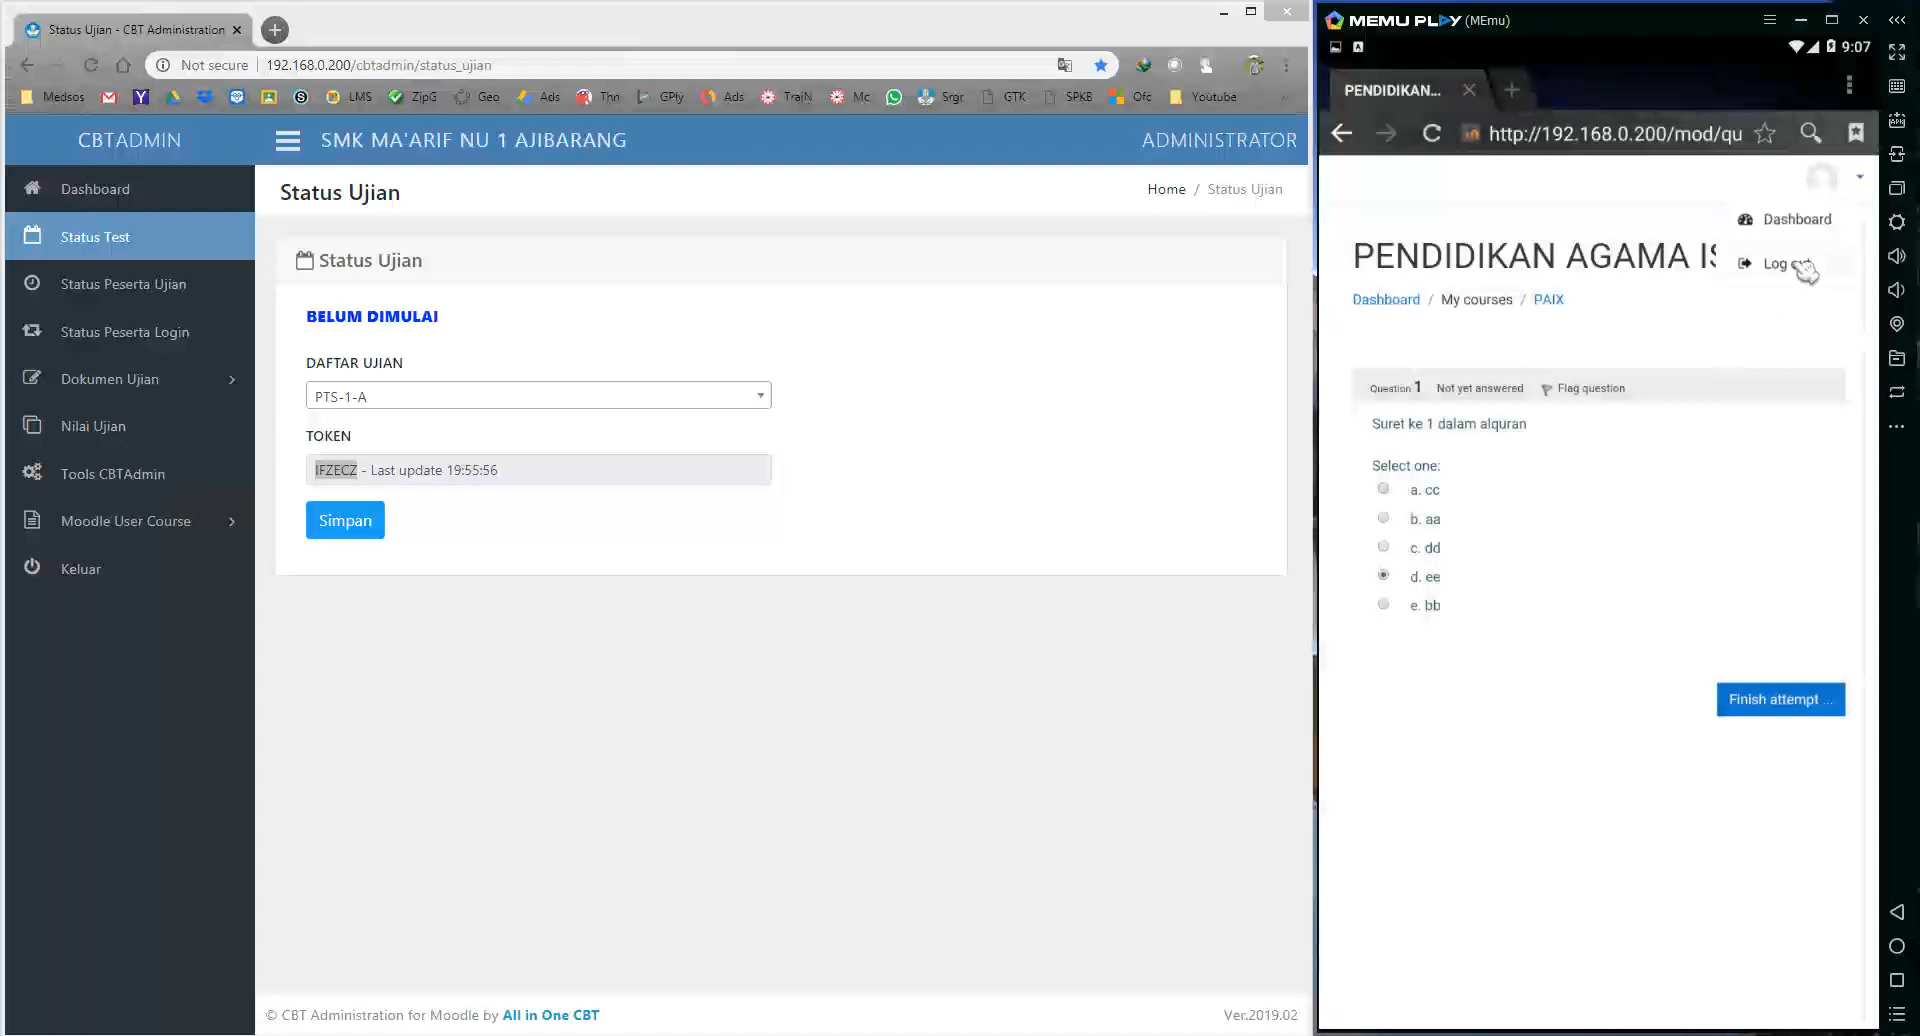 Status Ujian - CBT Administration
Not secure
192.168.0.200/cbtadmin/status_ujian
Medsos
LMS
ZipG
Geo
Ads
Thn
GPly
Ads
TrajN
Mc
Srgr
GTK
SPKB
Ofc
Youtube
CBTADMIN
SMK MA'ARIF NU 1 AJIBARANG
ADMINISTRATOR
Dashboard
Status Test
Status Peserta Ujian
Status Peserta Login
Dokumen Ujian
Nilai Ujian
Tools CBTAdmin
Moodle User Course
Keluar
Status Ujian
Home / Status Ujian
Status Ujian
BELUM DIMULAI
DAFTAR UJIAN
PTS-1-A
TOKEN
IFZECZ - Last update 19:55:56
Simpan
© CBT Administration for Moodle by All in One CBT
Ver.2019.02
MEMU PLAY (MEmu)
9:07
PENDIDIKAN...
http://192.168.0.200/mod/qu
Dashboard
Log
PENDIDIKAN AGAMA IS
Dashboard / My courses / PAIX
Question 1 Not yet answered Flag question
Suret ke 1 dalam alquran
Select one:
a. cc
b. aa
c. dd
d. ee
e. bb
Finish attempt ...